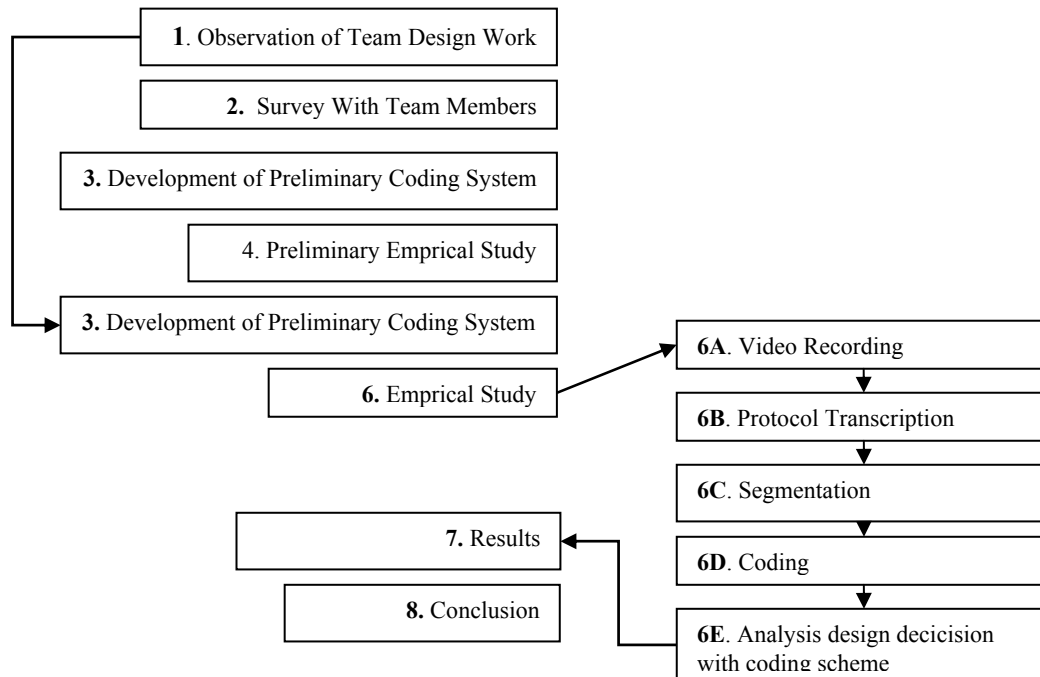 1. Observation of Team Design Work
2. Survey With Team Members
3. Development of Preliminary Coding System
4. Preliminary Emprical Study
3. Development of Preliminary Coding System
6. Emprical Study
6A. Video Recording
6B. Protocol Transcription
6C. Segmentation
6D. Coding
6E. Analysis design decicision
with coding scheme
7. Results
8. Conclusion